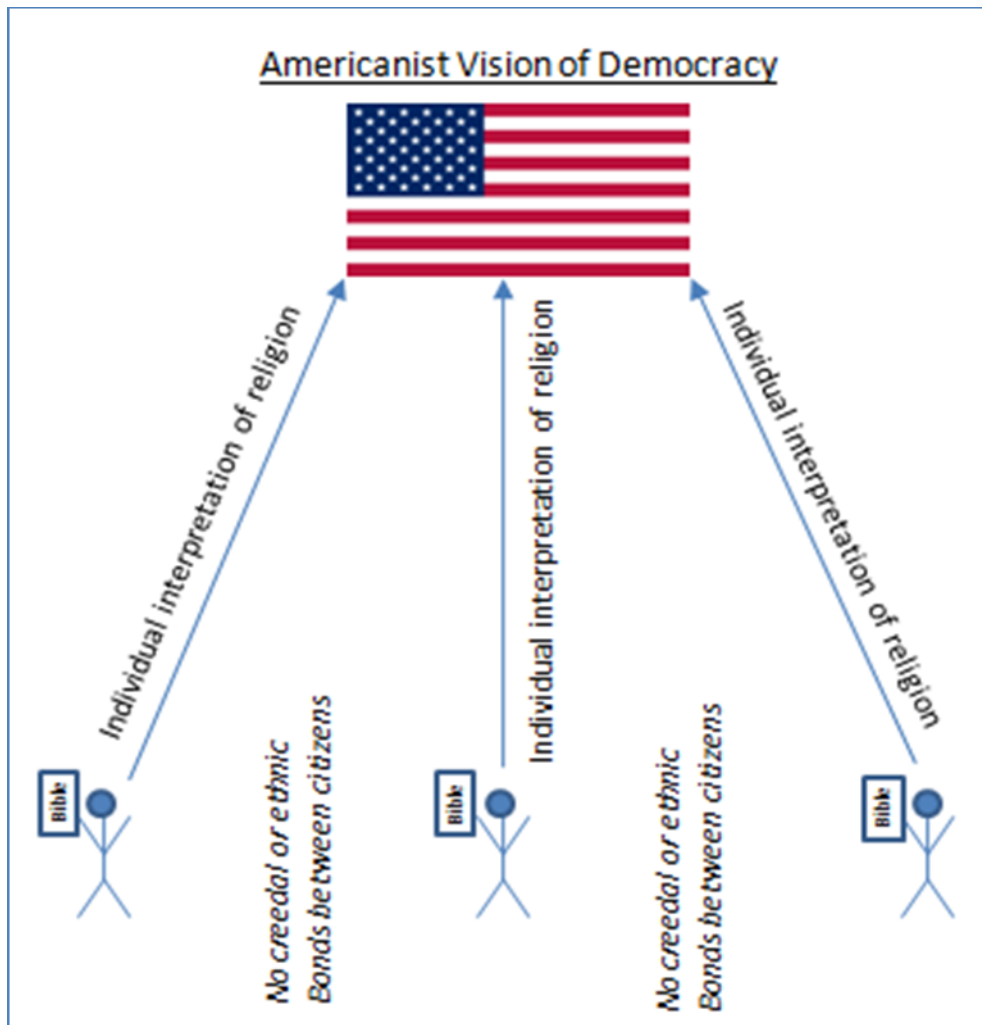 Americanist Vision of Democracy
Individual interpretation of religion
Individual interpretation of religion
Individual interpretation of religion
Bible
No creedal or ethnic
Bonds between citizens
Bible
No creedal or ethnic
Bonds between citizens
Bible